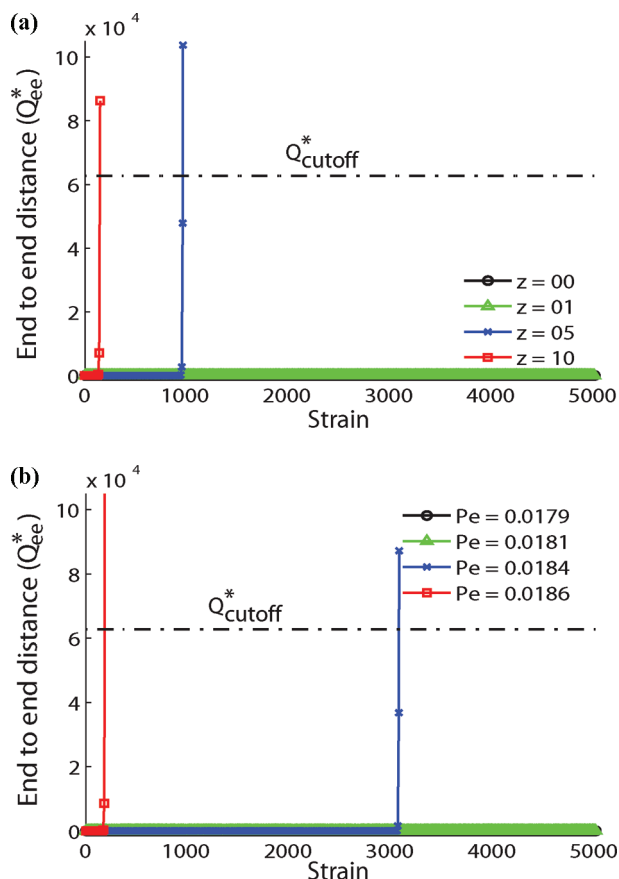 (a)
x 10 4
10
8
6
4
2
0
End to end distance (Q*ee)
Q*cutoff
z = 00
z = 01
z = 05
z = 10
0 1000 2000 3000 4000 5000
Strain
(b)
x 10 4
10
8
6
4
2
0
End to end distance (Q*ee)
Pe = 0.0179
Pe = 0.0181
Pe = 0.0184
Pe = 0.0186
Q*cutoff
0 1000 2000 3000 4000 5000
Strain